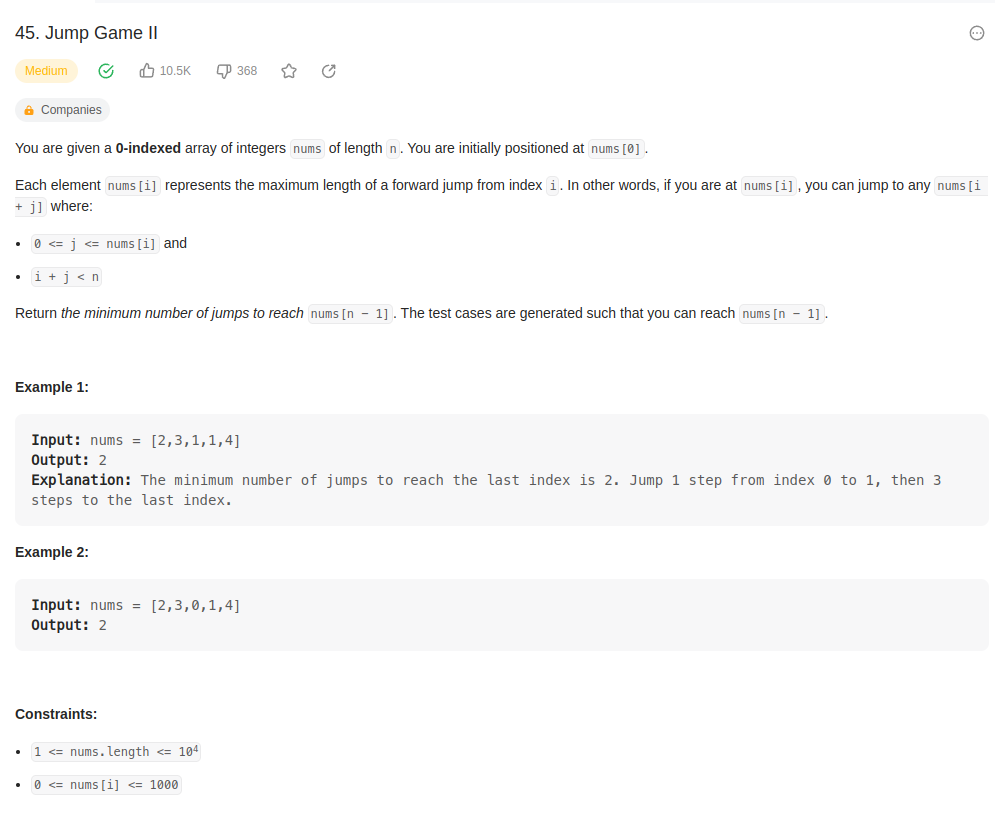 45. Jump Game II
Medium 10.5K 368
Companies
You are given a 0-indexed array of integers nums of length n. You are initially positioned at nums[0].
Each element nums[i] represents the maximum length of a forward jump from index i. In other words, if you are at nums[i], you can jump to any nums[i
+ j] where:
• 0 <= j <= nums[i] and
• i + j < n
Return the minimum number of jumps to reach nums[n - 1]. The test cases are generated such that you can reach nums[n - 1].
Example 1:
Input: nums = [2,3,1,1,4]
Output: 2
Explanation: The minimum number of jumps to reach the last index is 2. Jump 1 step from index 0 to 1, then 3
steps to the last index.
Example 2:
Input: nums = [2,3,0,1,4]
Output: 2
Constraints:
• 1 <= nums.length <= 10⁴
• 0 <= nums[i] <= 1000